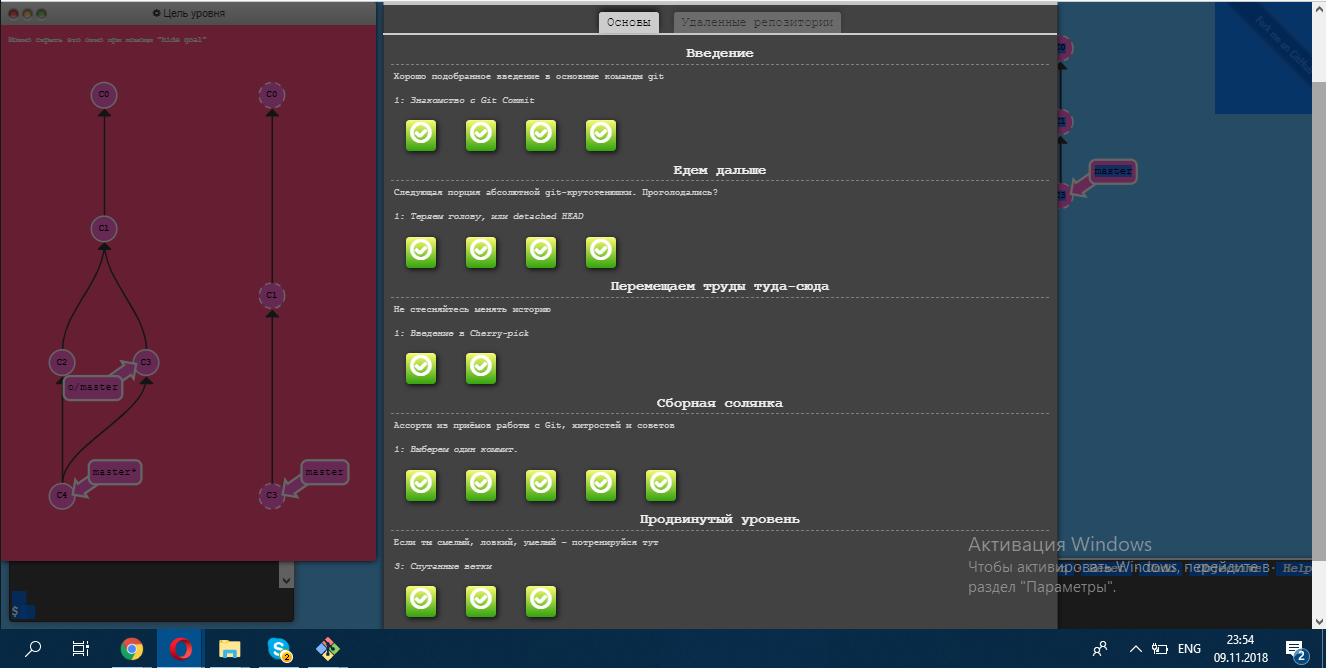 Цель уровня
Можно скрыть это окно при помощи "hide goal"
C0
C1
C2
C3
o/master
master*
C4
C0
C1
master
C3
Основы
Удаленные репозитории
Введение
Хорошо подобранное введение в основные команды git
1: Знакомство с Git Commit
Едем дальше
Следующая порция абсолютной git-крутотенюшки. Проголодались?
1: Теряем голову, или detached HEAD
Перемещаем труды туда-сюда
Не стесняйтесь менять историю
1: Введение в Cherry-pick
Сборная солянка
Ассорти из приёмов работы с Git, хитростей и советов
1: Выберем один коммит.
Продвинутый уровень
Если ты смелый, ловкий, умелый – потренируйся тут
3: Спутанные ветки
master
Fork me on GitHub
Активация Windows
Чтобы активировать Windows, перейдите в
раздел "Параметры".
Help
$
2
ENG
23:54
09.11.2018
2